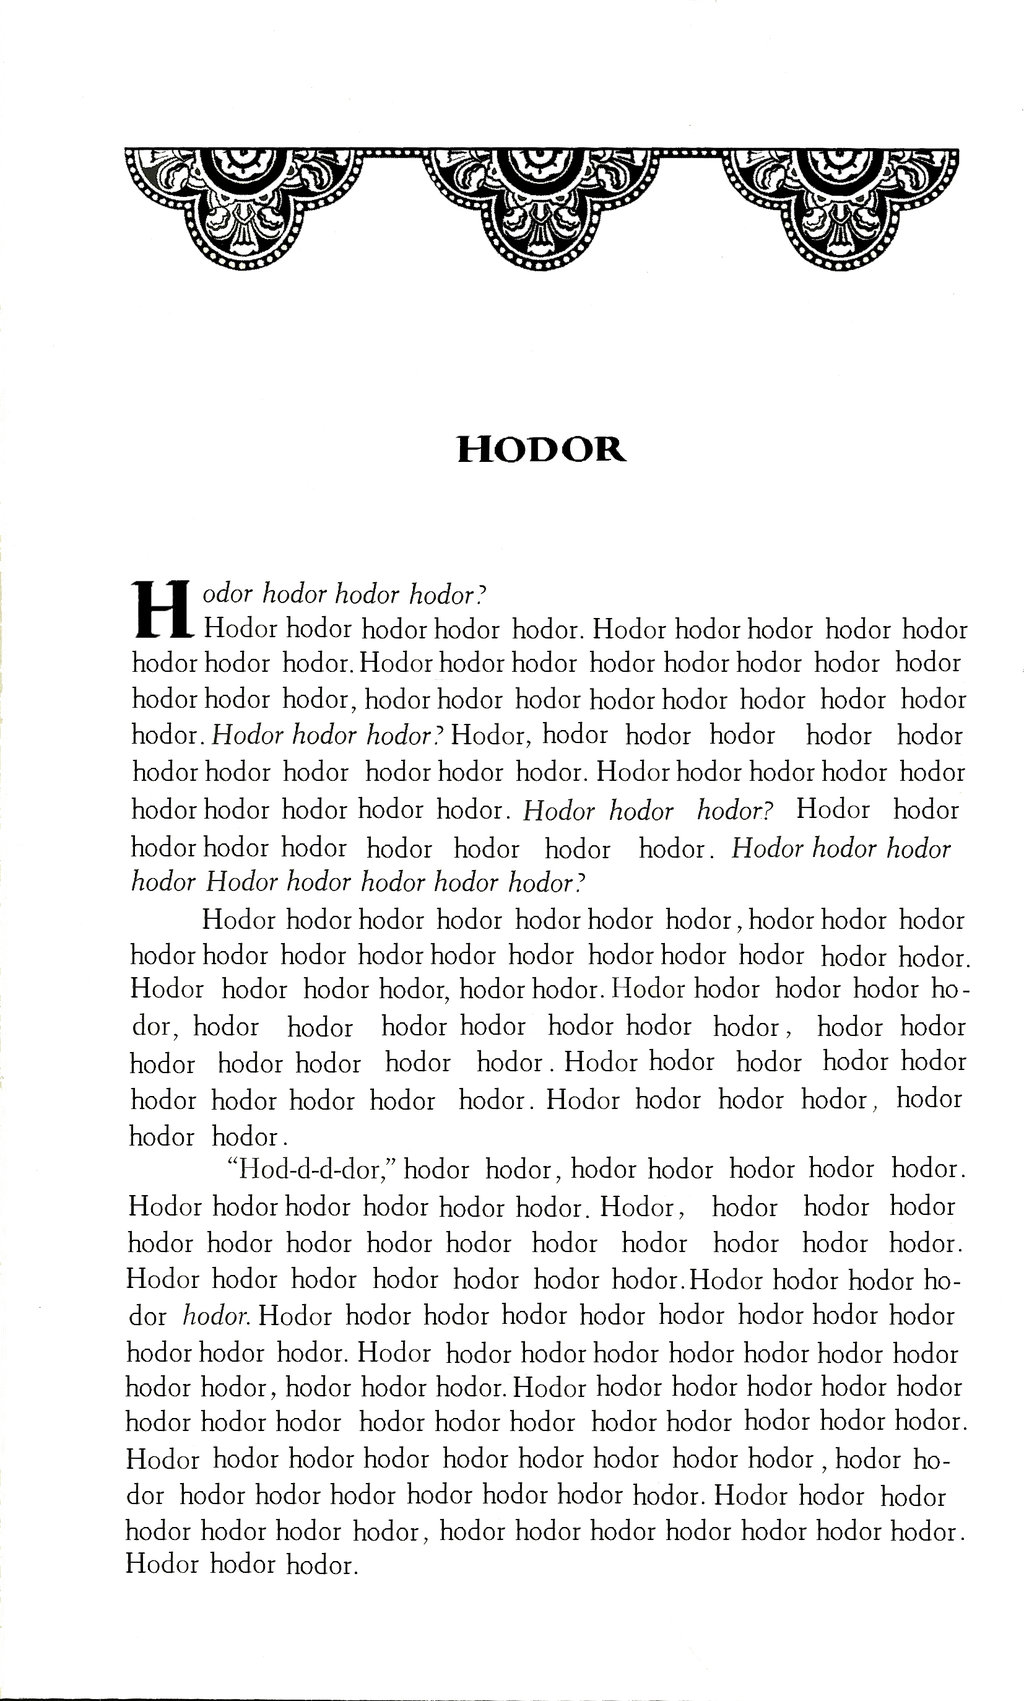 HODOR
Hodor hodor hodor hodor?
Hodor hodor hodor hodor hodor. Hodor hodor hodor hodor hodor
hodor hodor hodor. Hodor hodor hodor hodor hodor hodor hodor hodor
hodor hodor hodor, hodor hodor hodor hodor hodor hodor hodor hodor
hodor. Hodor hodor hodor? Hodor, hodor hodor hodor hodor hodor
hodor hodor hodor hodor hodor hodor. Hodor hodor hodor hodor hodor
hodor hodor hodor hodor hodor. Hodor hodor hodor? Hodor hodor
hodor hodor hodor hodor hodor hodor hodor. Hodor hodor hodor
hodor Hodor hodor hodor hodor hodor?
Hodor hodor hodor hodor hodor hodor hodor, hodor hodor hodor
hodor hodor hodor hodor hodor hodor hodor hodor hodor hodor hodor.
Hodor hodor hodor hodor, hodor hodor. Hodor hodor hodor hodor ho-
dor, hodor hodor hodor hodor hodor hodor hodor, hodor hodor
hodor hodor hodor hodor hodor. Hodor hodor hodor hodor hodor
hodor hodor hodor hodor hodor. Hodor hodor hodor hodor, hodor
hodor hodor.
“Hod-d-d-dor,” hodor hodor, hodor hodor hodor hodor hodor.
Hodor hodor hodor hodor hodor hodor. Hodor, hodor hodor hodor
hodor hodor hodor hodor hodor hodor hodor hodor hodor hodor.
Hodor hodor hodor hodor hodor hodor hodor. Hodor hodor hodor ho-
dor hodor. Hodor hodor hodor hodor hodor hodor hodor hodor hodor
hodor hodor hodor. Hodor hodor hodor hodor hodor hodor hodor hodor
hodor hodor, hodor hodor hodor. Hodor hodor hodor hodor hodor hodor
hodor hodor hodor hodor hodor hodor hodor hodor hodor hodor hodor.
Hodor hodor hodor hodor hodor hodor hodor hodor hodor, hodor ho-
dor hodor hodor hodor hodor hodor hodor hodor. Hodor hodor hodor
hodor hodor hodor hodor, hodor hodor hodor hodor hodor hodor hodor.
Hodor hodor hodor.